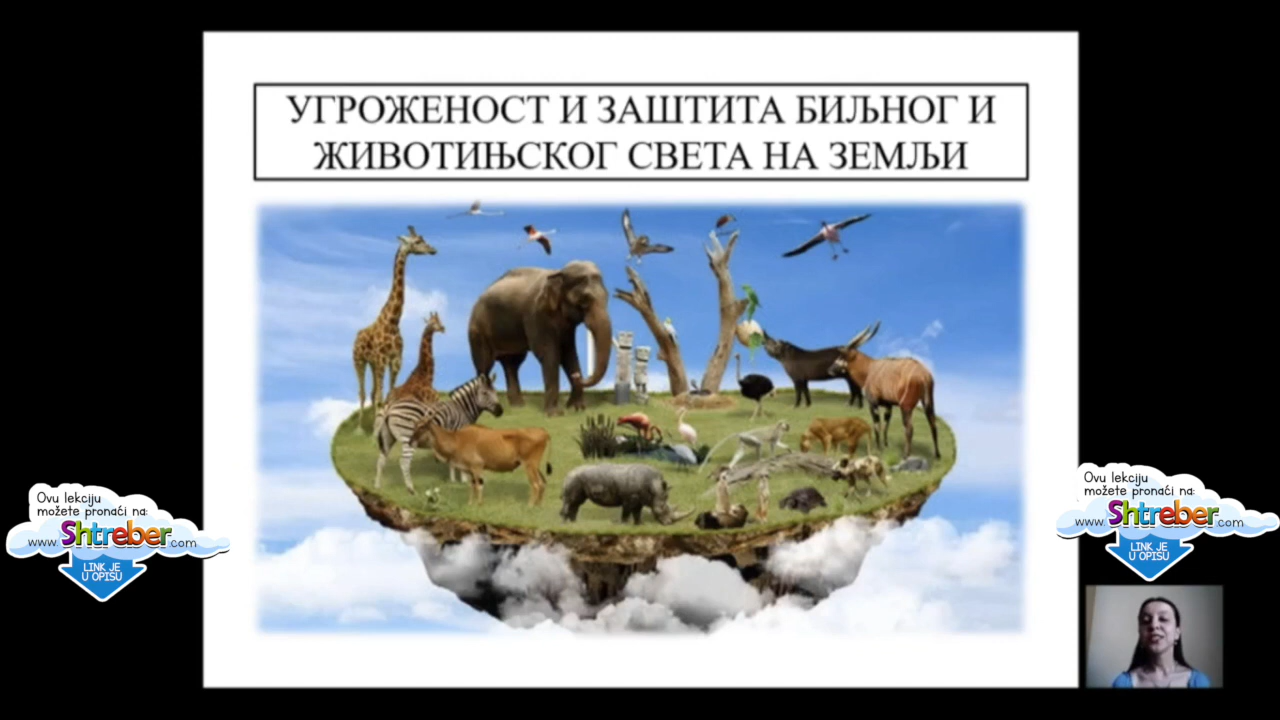 УГРОЖЕНОСТ И ЗАШТИТА БИЉНОГ И
ЖИВОТИЊСКОГ СВЕТА НА ЗЕМЉИ
Ovu lekciju
možete pronaći na:
www.Shtreber.com
LINK JE
U OPISU
Ovu lekciju
možete pronaći na:
www.Shtreber.com
LINK JE
U OPISU